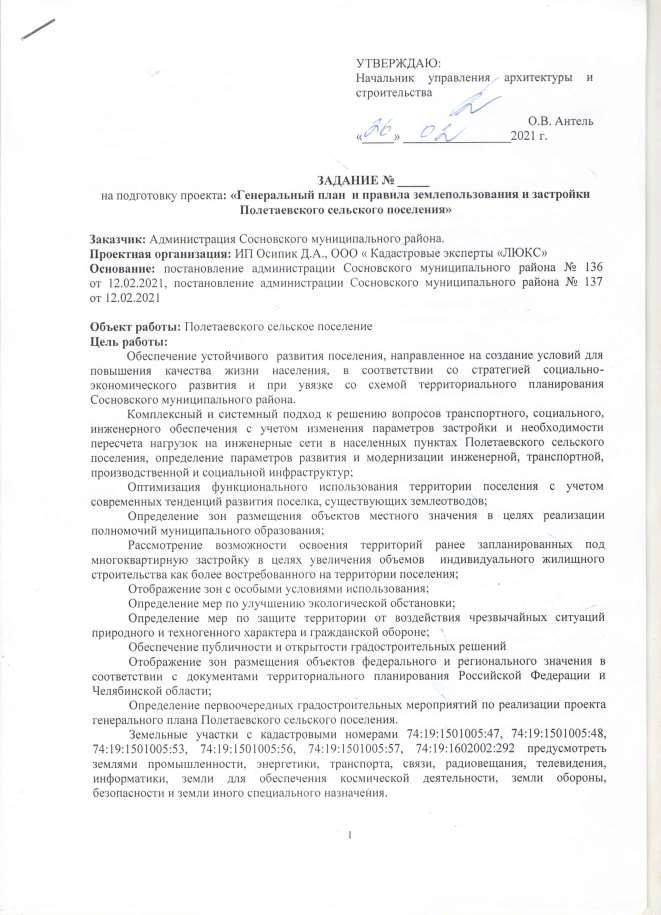 УТВЕРЖДАЮ:
Начальник управления архитектуры и
строительства
О.В. Антель
«26» 02 2021 г.
ЗАДАНИЕ № _____
на подготовку проекта: «Генеральный план и правила землепользования и застройки
Полетаевского сельского поселения»
Заказчик: Администрация Сосновского муниципального района.
Проектная организация: ИП Осипик Д.А., ООО « Кадастровые эксперты «ЛЮКС»
Основание: постановление администрации Сосновского муниципального района № 136
от 12.02.2021, постановление администрации Сосновского муниципального района № 137
от 12.02.2021
Объект работы: Полетаевского сельское поселение
Цель работы:
Обеспечение устойчивого развития поселения, направленное на создание условий для
повышения качества жизни населения, в соответствии со стратегией социально-
экономического развития и при увязке со схемой территориального планирования
Сосновского муниципального района.
Комплексный и системный подход к решению вопросов транспортного, социального,
инженерного обеспечения с учетом изменения параметров застройки и необходимости
пересчета нагрузок на инженерные сети в населенных пунктах Полетаевского сельского
поселения, определение параметров развития и модернизации инженерной, транспортной,
производственной и социальной инфраструктур;
Оптимизация функционального использования территории поселения с учетом
современных тенденций развития поселка, существующих землеотводов;
Определение зон размещения объектов местного значения в целях реализации
полномочий муниципального образования;
Рассмотрение возможности освоения территорий ранее запланированных под
многоквартирную застройку в целях увеличения объемов индивидуального жилищного
строительства как более востребованного на территории поселения;
Отображение зон с особыми условиями использования;
Определение мер по улучшению экологической обстановки;
Определение мер по защите территории от воздействия чрезвычайных ситуаций
природного и техногенного характера и гражданской обороне;
Обеспечение публичности и открытости градостроительных решений
Отображение зон размещения объектов федерального и регионального значения в
соответствии с документами территориального планирования Российской Федерации и
Челябинской области;
Определение первоочередных градостроительных мероприятий по реализации проекта
генерального плана Полетаевского сельского поселения.
Земельные участки с кадастровыми номерами 74:19:1501005:47, 74:19:1501005:48,
74:19:1501005:53, 74:19:1501005:56, 74:19:1501005:57, 74:19:1602002:292 предусмотреть
землями промышленности, энергетики, транспорта, связи, радиовещания, телевидения,
информатики, земли для обеспечения космической деятельности, земли обороны,
безопасности и земли иного специального назначения.
1